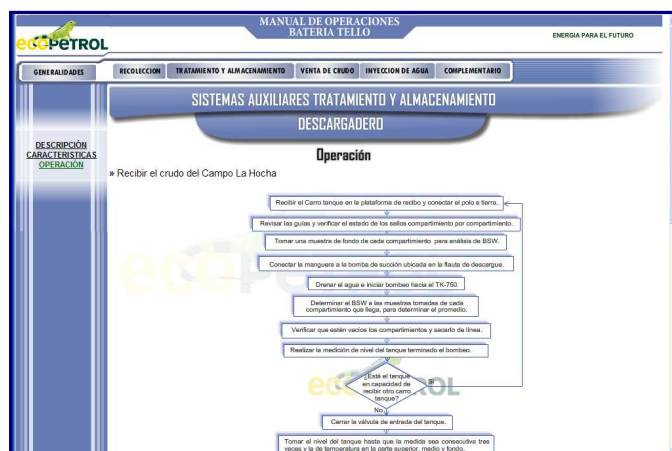 MANUAL DE OPERACIONES
BATERIA TELLO
ecopetrol
ENERGIA PARA EL FUTURO
GENERALIDADES
RECOLECCION TRATAMIENTO Y ALMACENAMIENTO VENTA DE CRUDO INYECCION DE AGUA COMPLEMENTARIO
SISTEMAS AUXILIARES TRATAMIENTO Y ALMACENAMIENTO
DESCARGADERO
DESCRIPCIÓN
CARACTERISTICAS
OPERACIÓN
Operación
» Recibir el crudo del Campo La Hocha
Recibir el Carro tanque en la plataforma de recibo y conectar el polo a tierra.
Revisar las guías y verificar el estado de los sellos compartimiento por compartimiento.
Tomar una muestra de fondo de cada compartimiento para análisis de BSW.
Conectar la manguera a la bomba de succión ubicada en la flauta de descargue.
Drenar el agua e iniciar bombeo hacia el TK-750.
Determinar el BSW a las muestras tomadas de cada
compartimiento que llega, para determinar el promedio.
Verificar que estén vacíos los compartimientos y sacarlo de línea.
Realizar la medición de nivel del tanque terminado el bombeo.
¿Está el tanque
en capacidad de
recibir otro carro
tanque?
Si
No
Cerrar la válvula de entrada del tanque.
Tomar el nivel del tanque hasta que la medida sea consecutiva tres
veces y la de temperatura en la parte superior, medio y fondo.
ecopetrol
ecopetrol